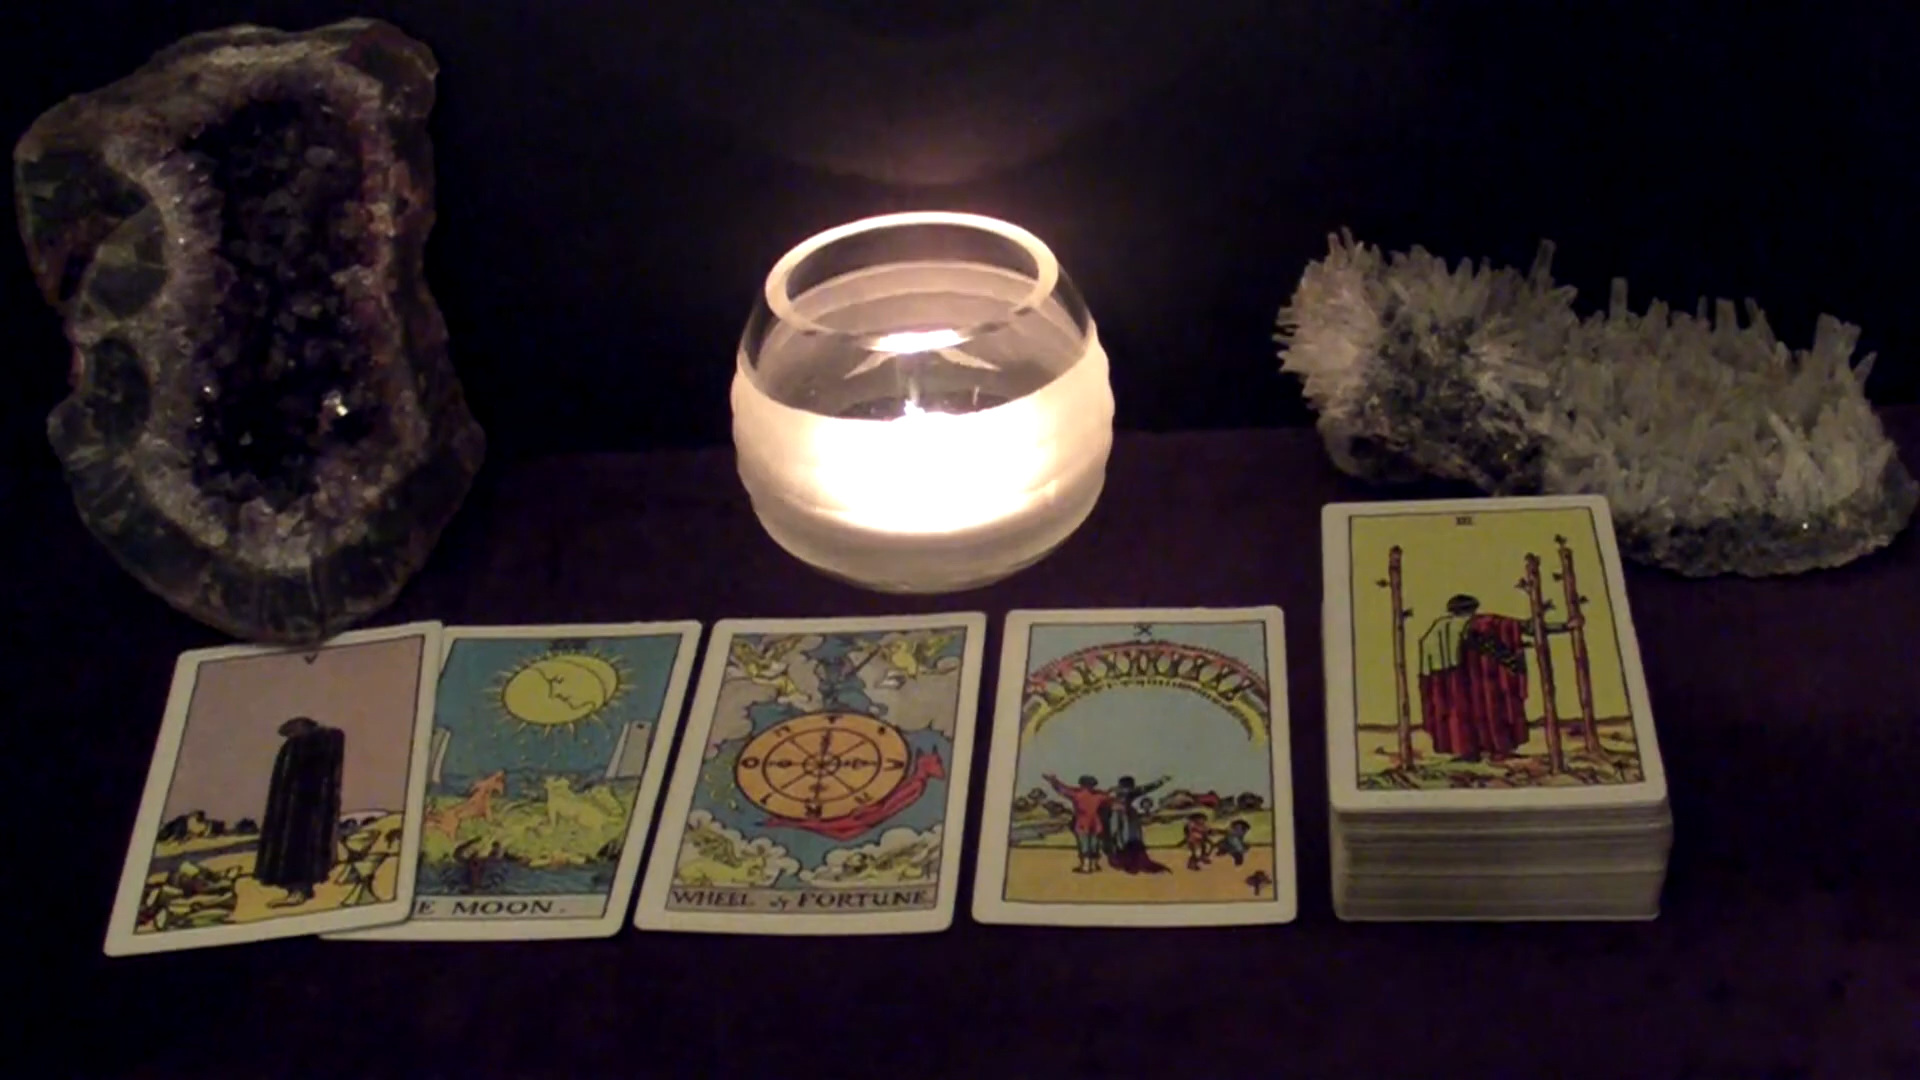 V
E MOON.
WHEEL of FORTUNE.
X
III